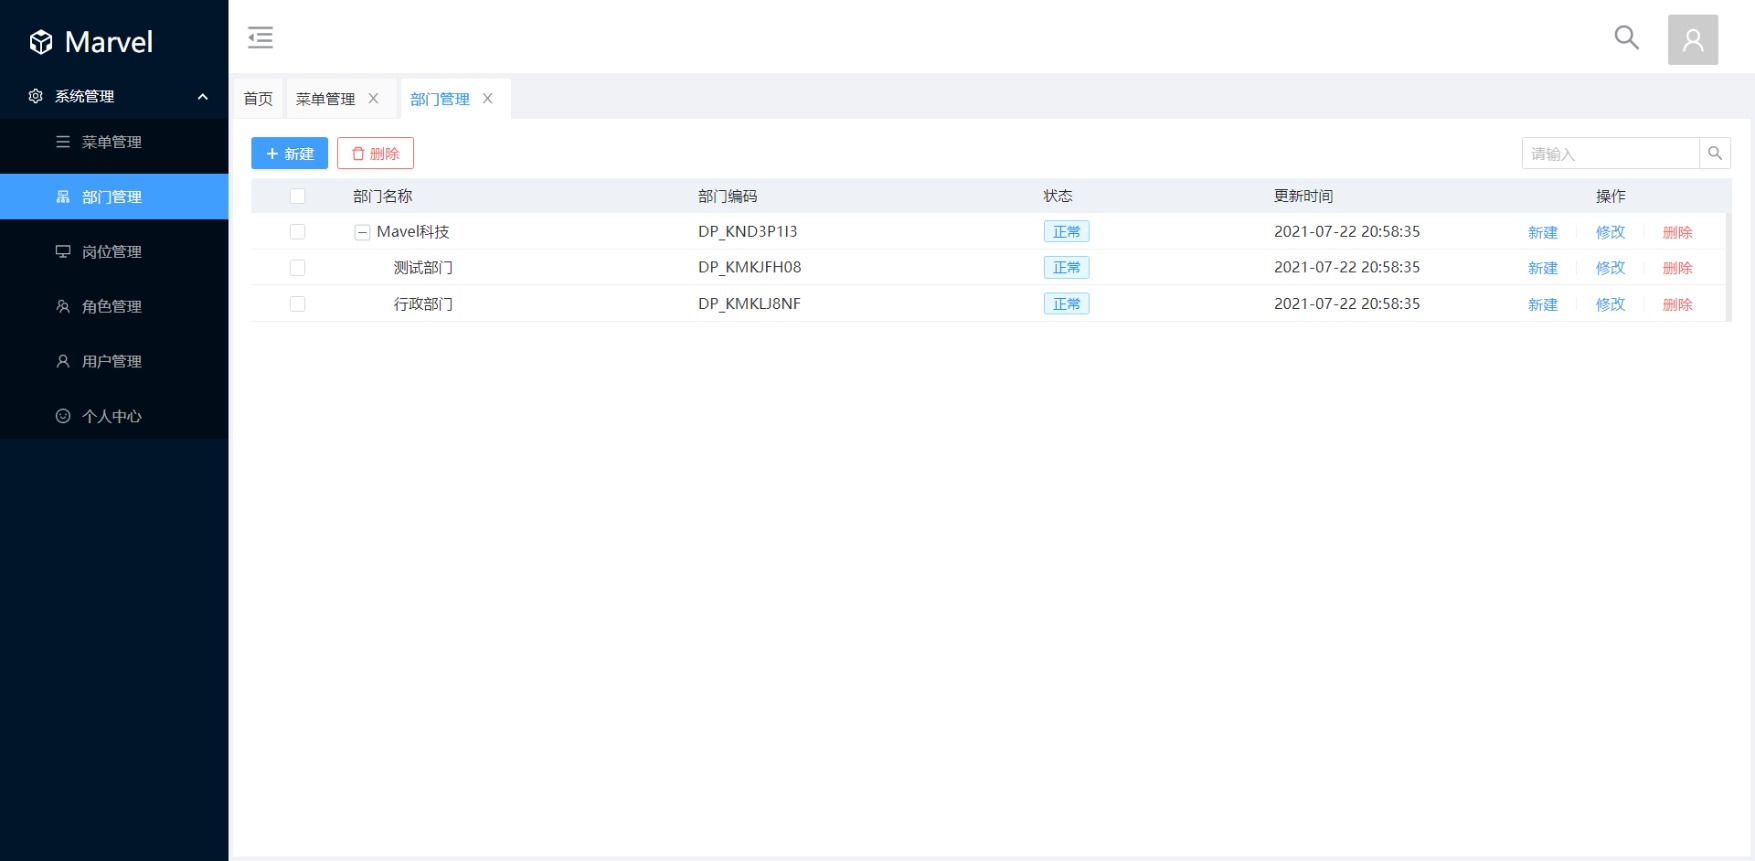 Marvel
系统管理
菜单管理
部门管理
岗位管理
角色管理
用户管理
个人中心
首页 菜单管理 部门管理
新建 删除 请输入
部门名称 部门编码 状态 更新时间 操作
Mavel科技 DP_KND3P1I3 正常 2021-07-22 20:58:35 新建 修改 删除
测试部门 DP_KMKJFH08 正常 2021-07-22 20:58:35 新建 修改 删除
行政部门 DP_KMKLJ8NF 正常 2021-07-22 20:58:35 新建 修改 删除